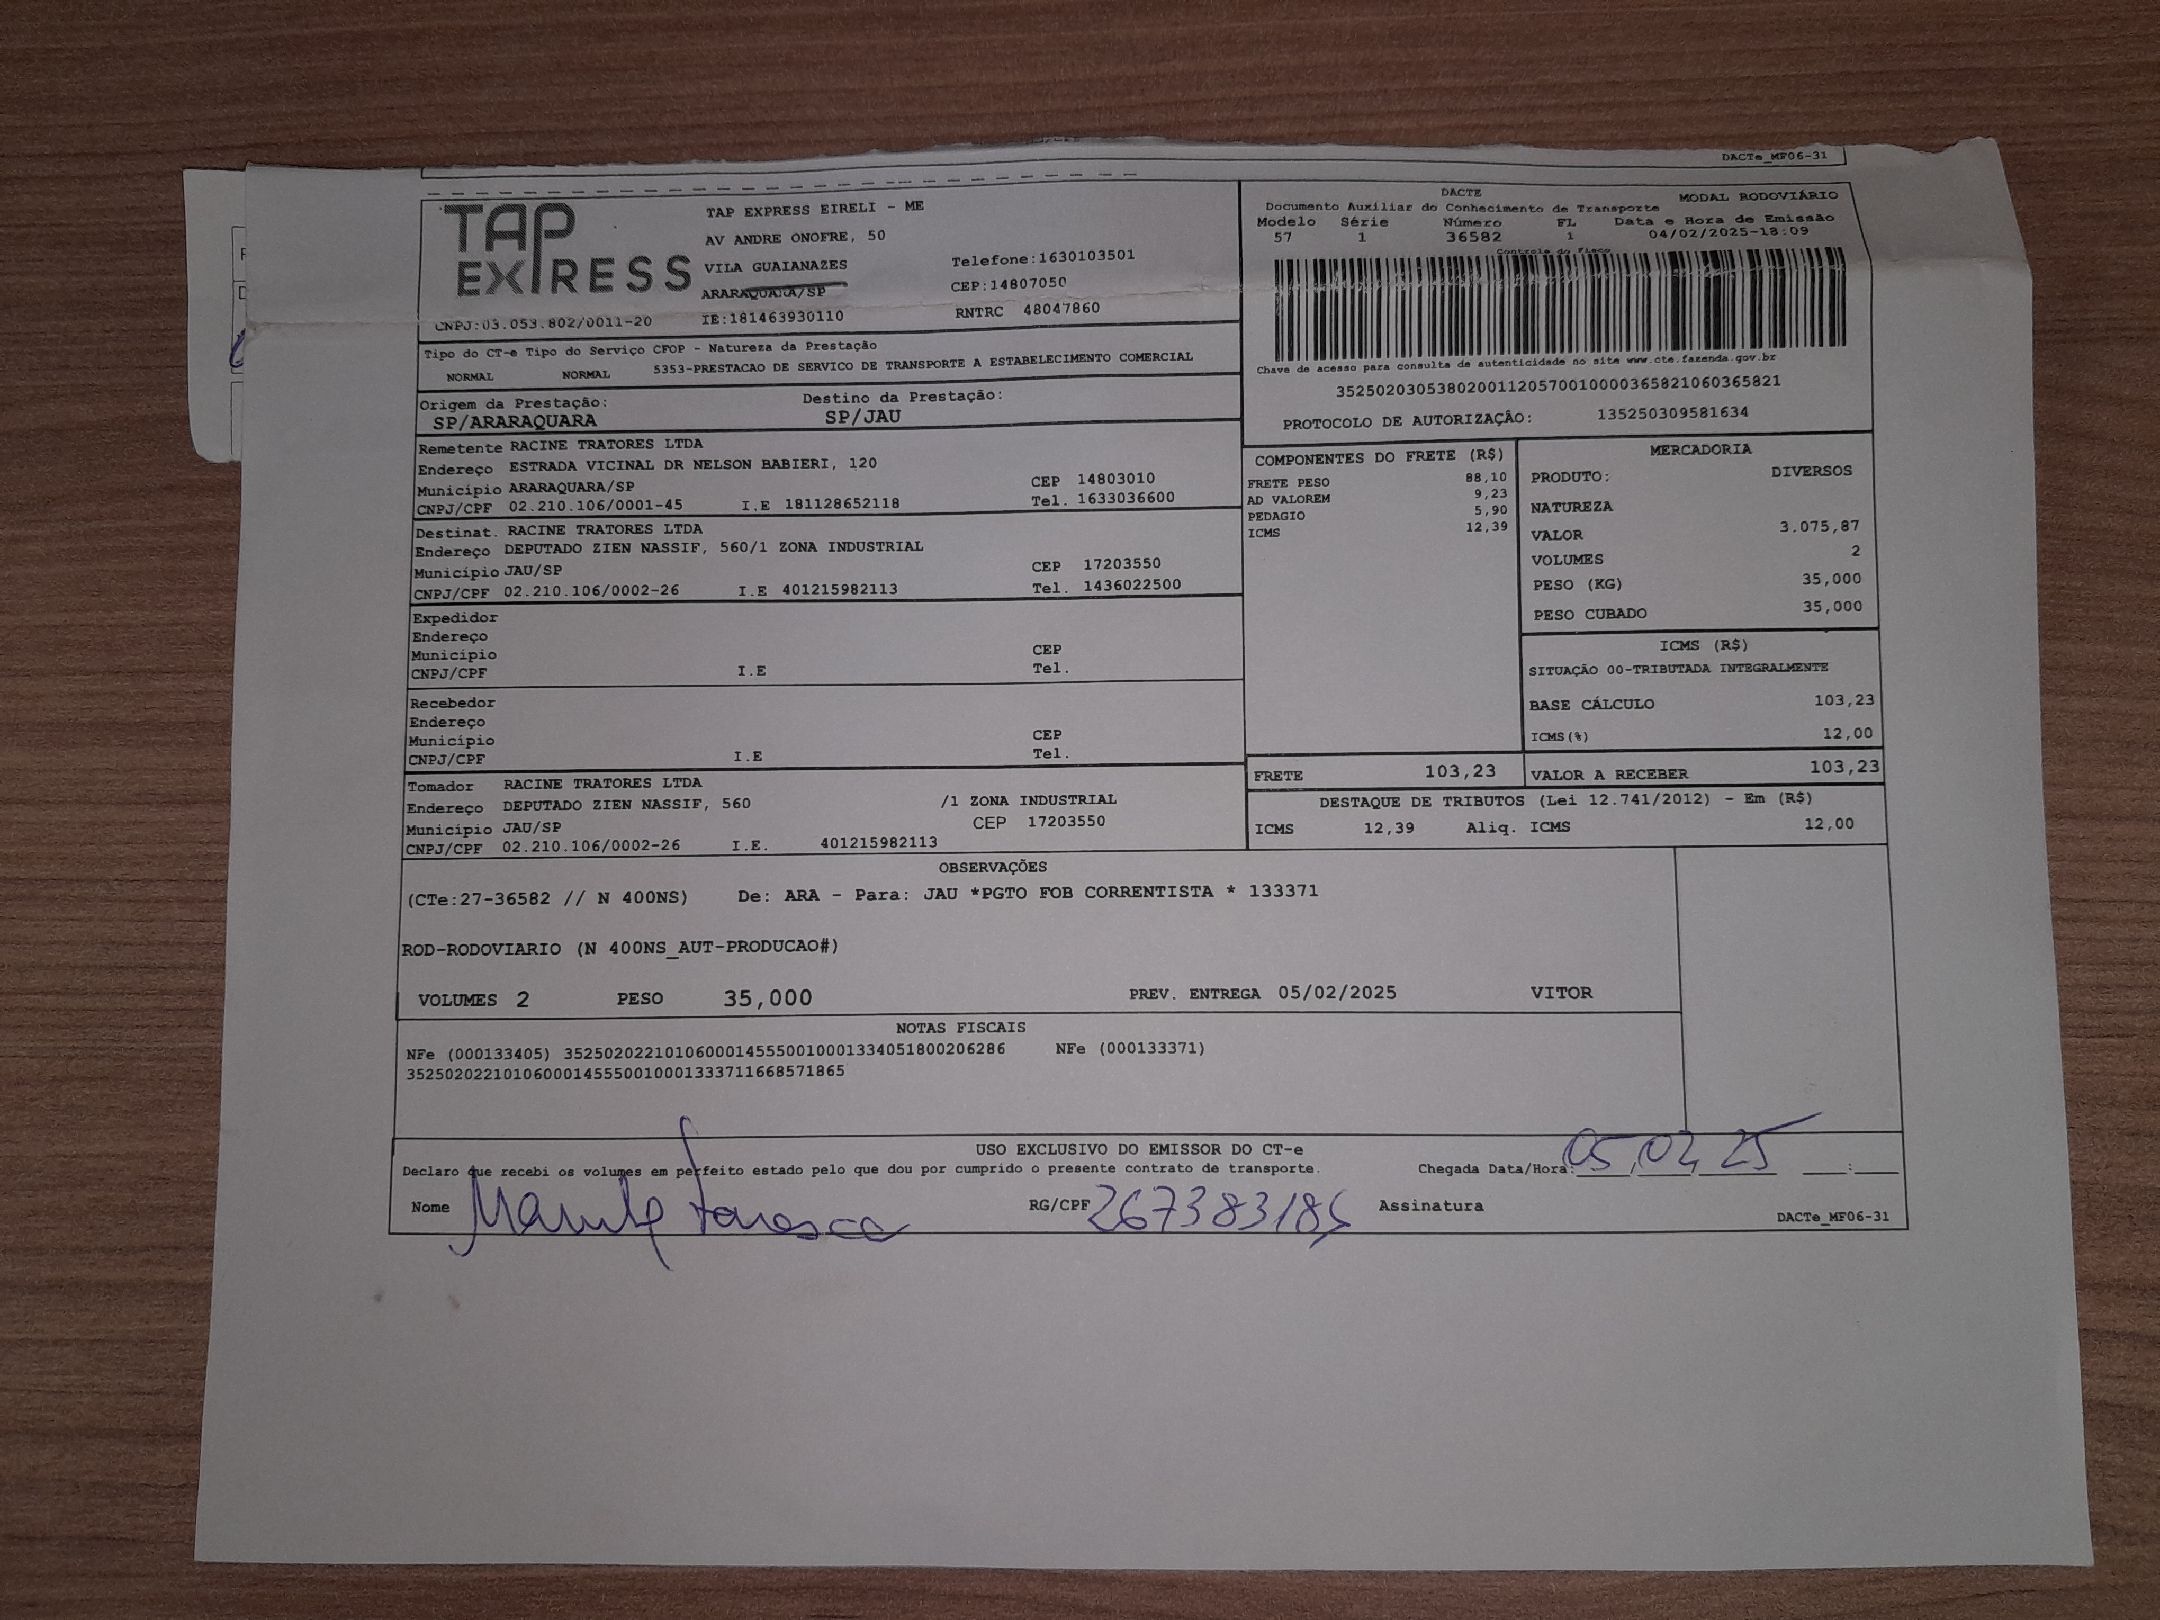 DACTe_MF06-31
TAP
EXPRESS
TAP EXPRESS EIRELI - ME
AV ANDRE ONOFRE, 50
VILA GUAIANAZES
ARARAQUARA/SP
Telefone:1630103501
CEP:14807050
CNPJ:03.053.802/0011-20 IE:181463930110 RNTRC 48047860
DACTE MODAL RODOVIÁRIO
Documento Auxiliar do Conhecimento de Transporte
Modelo Série Número FL Data e Hora de Emissão
57 1 36582 1 04/02/2025-18:09
Controle do Fisco
Chave de acesso para consulta de autenticidade no site www.cte.fazenda.gov.br
35250203053802001120570010000365821060365821
PROTOCOLO DE AUTORIZAÇÃO: 135250309581634
Tipo do CT-e Tipo do Serviço CFOP - Natureza da Prestação
NORMAL NORMAL 5353-PRESTACAO DE SERVICO DE TRANSPORTE A ESTABELECIMENTO COMERCIAL
Origem da Prestação: Destino da Prestação:
SP/ARARAQUARA SP/JAU
Remetente RACINE TRATORES LTDA
Endereço ESTRADA VICINAL DR NELSON BABIERI, 120
Município ARARAQUARA/SP CEP 14803010
CNPJ/CPF 02.210.106/0001-45 I.E 181128652118 Tel. 1633036600
Destinat. RACINE TRATORES LTDA
Endereço DEPUTADO ZIEN NASSIF, 560/1 ZONA INDUSTRIAL
Município JAU/SP CEP 17203550
CNPJ/CPF 02.210.106/0002-26 I.E 401215982113 Tel. 1436022500
Expedidor
Endereço
Município CEP
CNPJ/CPF I.E Tel.
Recebedor
Endereço
Município CEP
CNPJ/CPF I.E Tel.
Tomador RACINE TRATORES LTDA
Endereço DEPUTADO ZIEN NASSIF, 560 /1 ZONA INDUSTRIAL
Município JAU/SP CEP 17203550
CNPJ/CPF 02.210.106/0002-26 I.E. 401215982113
COMPONENTES DO FRETE (R$)
FRETE PESO 88,10
AD VALOREM 9,23
PEDAGIO 5,90
ICMS 12,39
MERCADORIA
PRODUTO: DIVERSOS
NATUREZA
VALOR 3.075,87
VOLUMES 2
PESO (KG) 35,000
PESO CUBADO 35,000
ICMS (R$)
SITUAÇÃO 00-TRIBUTADA INTEGRALMENTE
BASE CÁLCULO 103,23
ICMS(%) 12,00
FRETE 103,23 VALOR A RECEBER 103,23
DESTAQUE DE TRIBUTOS (Lei 12.741/2012) - Em (R$)
ICMS 12,39 Aliq. ICMS 12,00
OBSERVAÇÕES
(CTe:27-36582 // N 400NS) De: ARA - Para: JAU *PGTO FOB CORRENTISTA * 133371
ROD-RODOVIARIO (N 400NS_AUT-PRODUCAO#)
VOLUMES 2 PESO 35,000 PREV. ENTREGA 05/02/2025 VITOR
NOTAS FISCAIS
NFe (000133405) 35250202210106000145550010001334051800206286 NFe (000133371)
35250202210106000145550010001333711668571865
USO EXCLUSIVO DO EMISSOR DO CT-e
Declaro que recebi os volumes em perfeito estado pelo que dou por cumprido o presente contrato de transporte. Chegada Data/Hora: 05,02,25
Nome RG/CPF 267383185 Assinatura
DACTe_MF06-31